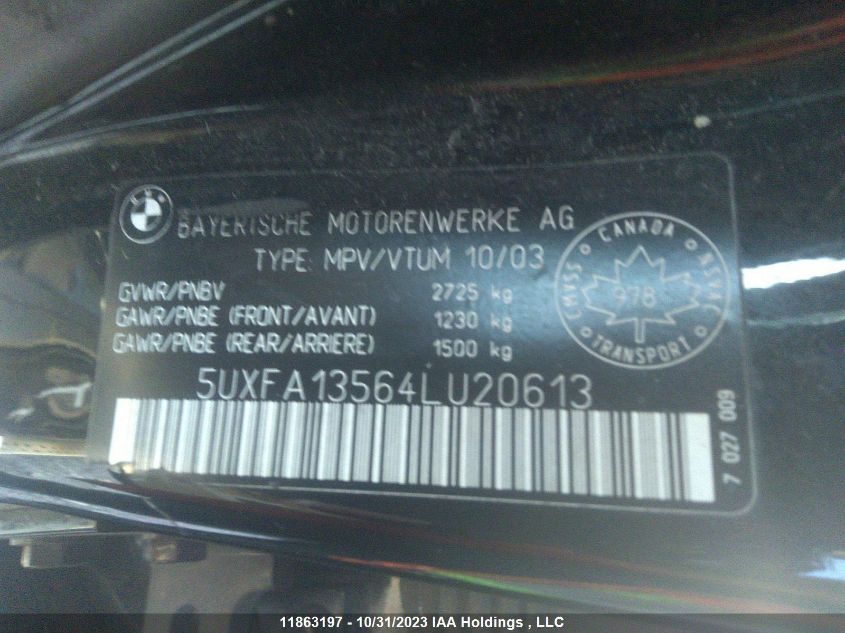 BMW
BAYERISCHE MOTORENWERKE AG
TYPE: MPV/VTUM 10/03
GVWR/PNBV 2725 kg
GAWR/PNBE (FRONT/AVANT) 1230 kg
GAWR/PNBE (REAR/ARRIERE) 1500 kg
CANADA
CMVSS
978
NSVAC
TRANSPORT
5UXFA13564LU20613
7 027 009
11863197 - 10/31/2023 IAA Holdings , LLC